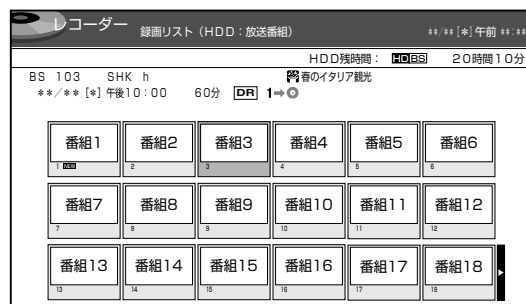 レコーダー 録画リスト（HDD：放送番組） **/**[*]午前 **:**
HDD残時間： HD BS 20時間10分
BS 103 SHK h 春のイタリア観光
**/** [*] 午後10：00 60分 DR 1⇒
番組1 番組2 番組3 番組4 番組5 番組6
1 NEW 2 3 4 5 6
番組7 番組8 番組9 番組10 番組11 番組12
7 8 9 10 11 12
番組13 番組14 番組15 番組16 番組17 番組18
13 14 15 16 17 18